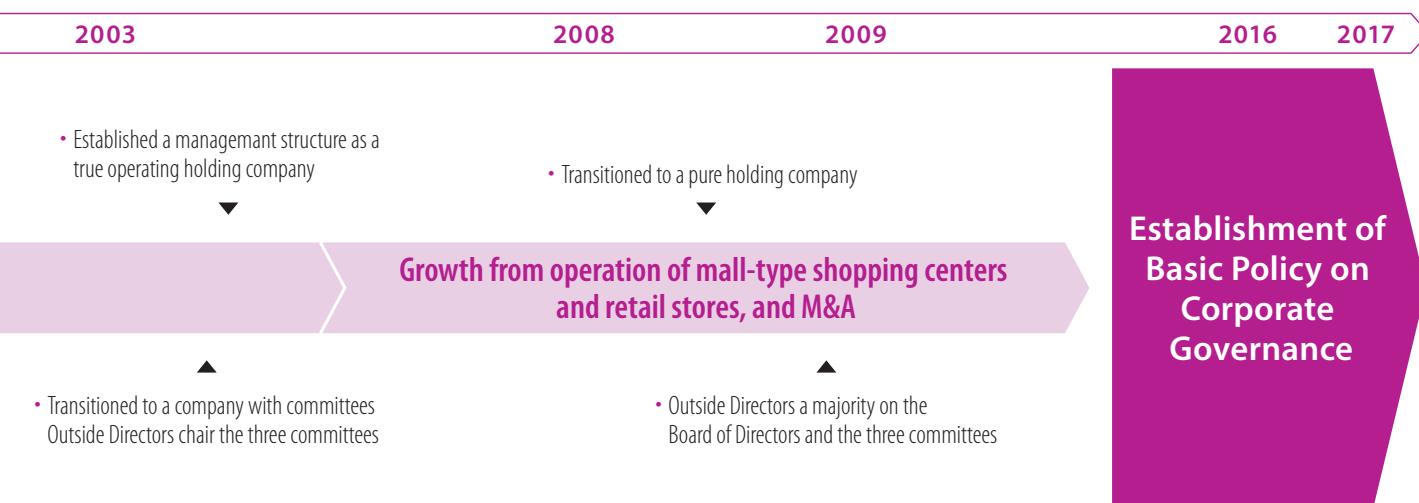 2003 2008 2009 2016 2017
・Established a managemant structure as a
true operating holding company
・Transitioned to a pure holding company
Growth from operation of mall-type shopping centers
and retail stores, and M&A
・Transitioned to a company with committees
Outside Directors chair the three committees
・Outside Directors a majority on the
Board of Directors and the three committees
Establishment of
Basic Policy on
Corporate
Governance